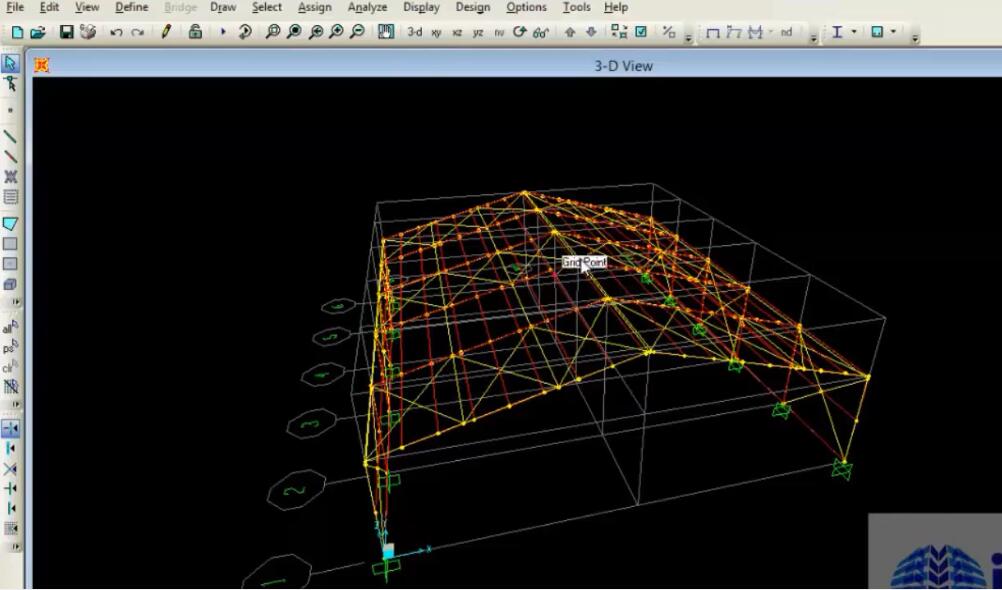 File Edit View Define Bridge Draw Select Assign Analyze Display Design Options Tools Help
3-d xy xz yz nv nd
3-D View
Grid Point
all
ps
clr
6
5
4
3
2
1
z
x